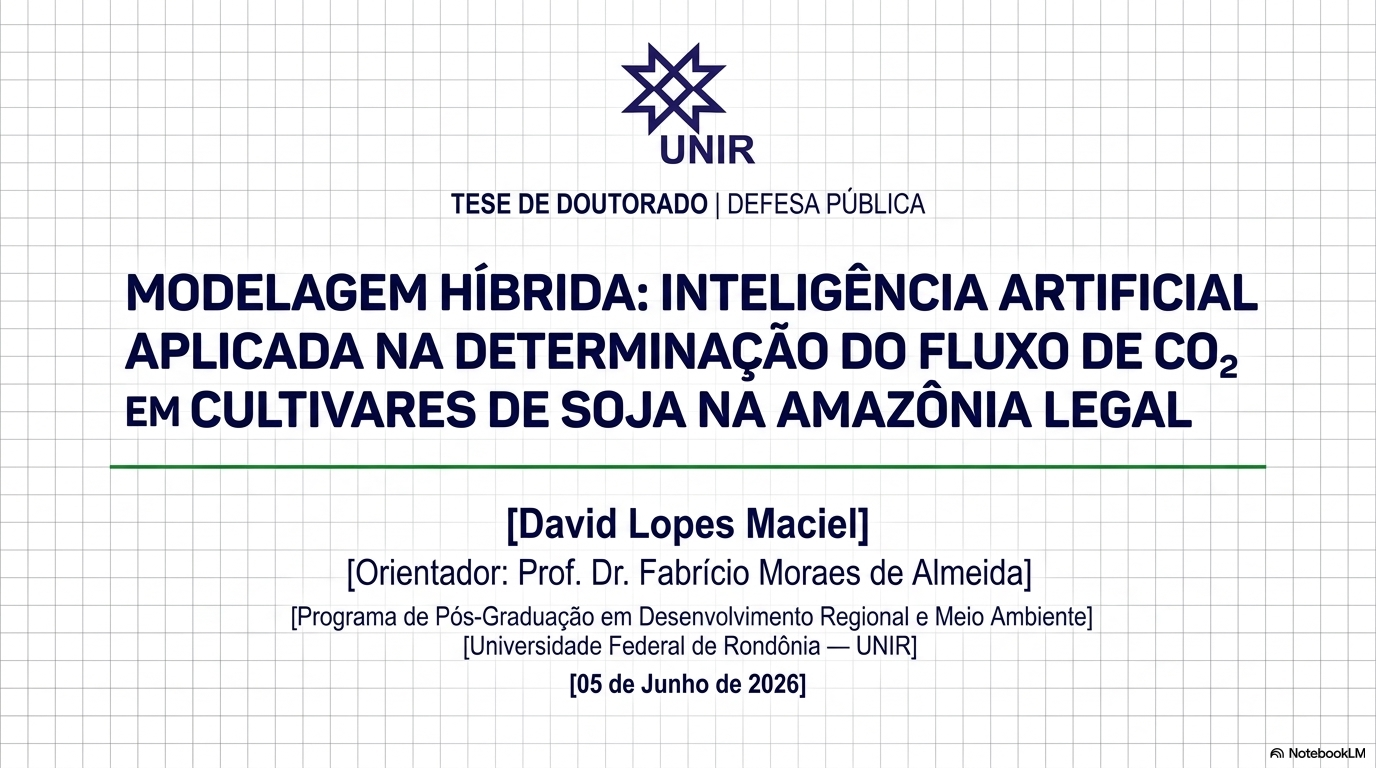 UNIR
TESE DE DOUTORADO | DEFESA PÚBLICA
MODELAGEM HÍBRIDA: INTELIGÊNCIA ARTIFICIAL
APLICADA NA DETERMINAÇÃO DO FLUXO DE CO₂
EM CULTIVARES DE SOJA NA AMAZÔNIA LEGAL
[David Lopes Maciel]
[Orientador: Prof. Dr. Fabrício Moraes de Almeida]
[Programa de Pós-Graduação em Desenvolvimento Regional e Meio Ambiente]
[Universidade Federal de Rondônia — UNIR]
[05 de Junho de 2026]
NotebookLM